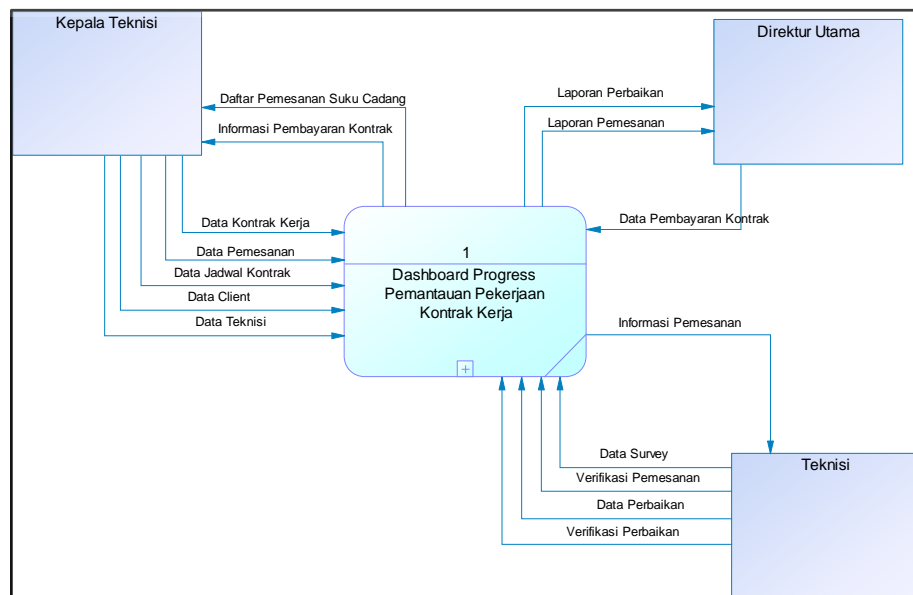 Kepala Teknisi
Direktur Utama
Daftar Pemesanan Suku Cadang
Informasi Pembayaran Kontrak
Laporan Perbaikan
Laporan Pemesanan
Data Kontrak Kerja
Data Pemesanan
Data Jadwal Kontrak
Data Client
Data Teknisi
Data Pembayaran Kontrak
1
Dashboard Progress
Pemantauan Pekerjaan
Kontrak Kerja
Informasi Pemesanan
Data Survey
Verifikasi Pemesanan
Data Perbaikan
Verifikasi Perbaikan
Teknisi